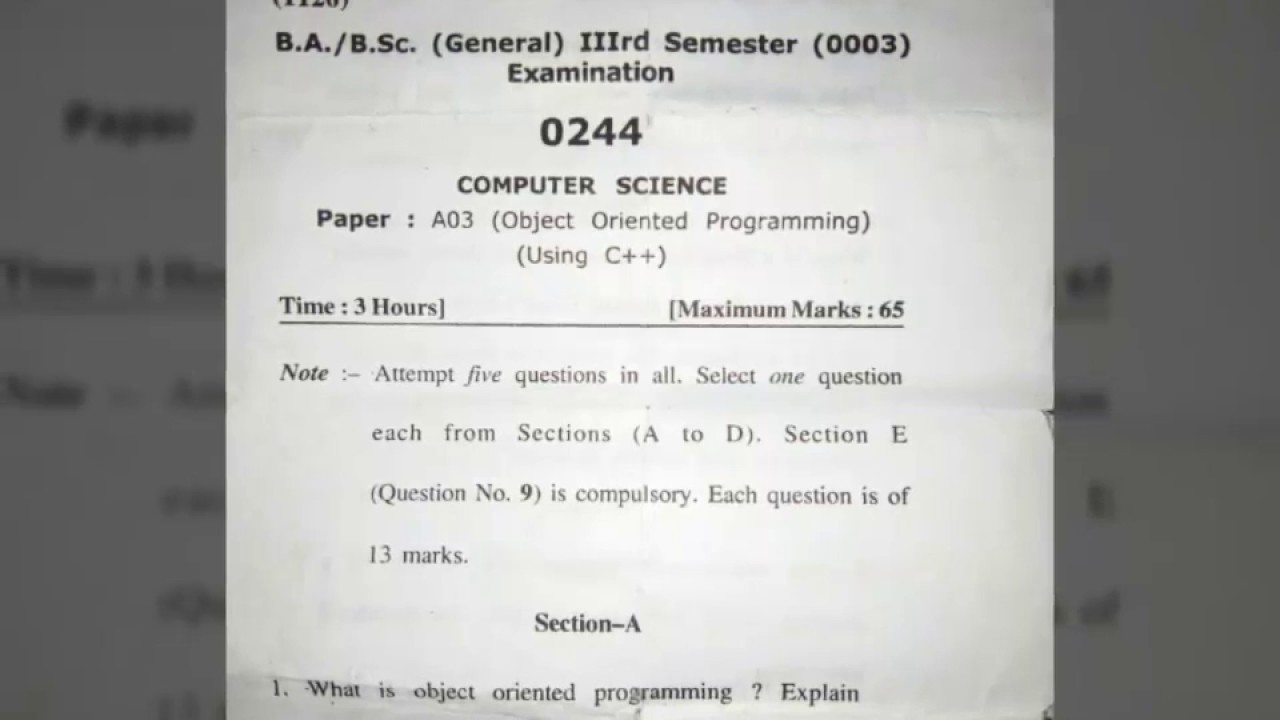 B.A./B.Sc. (General) IIIrd Semester (0003)
Examination
0244
COMPUTER SCIENCE
Paper : A03 (Object Oriented Programming)
(Using C++)
Time : 3 Hours] [Maximum Marks : 65
Note :– Attempt five questions in all. Select one question
each from Sections (A to D). Section E
(Question No. 9) is compulsory. Each question is of
13 marks.
Section–A
1. What is object oriented programming ? Explain